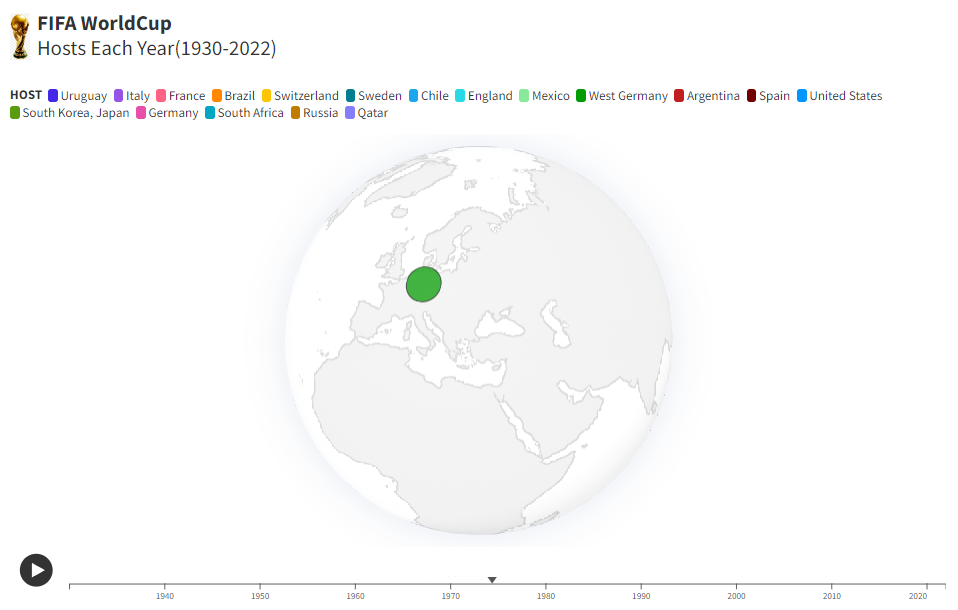 FIFA WorldCup
Hosts Each Year(1930-2022)
HOST Uruguay Italy France Brazil Switzerland Sweden Chile England Mexico West Germany Argentina Spain United States
South Korea, Japan Germany South Africa Russia Qatar
1940 1950 1960 1970 1980 1990 2000 2010 2020